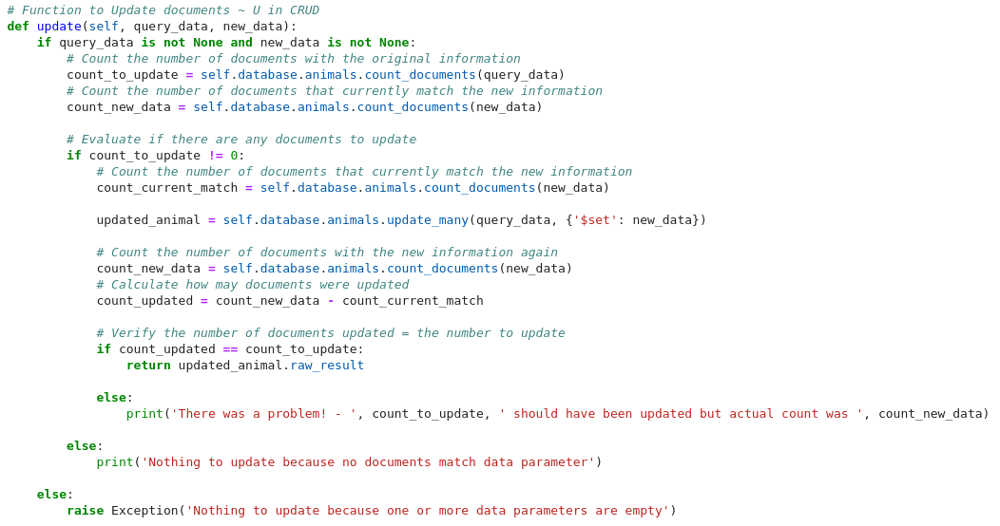 # Function to Update documents ~ U in CRUD
def update(self, query_data, new_data):
    if query_data is not None and new_data is not None:
        # Count the number of documents with the original information
        count_to_update = self.database.animals.count_documents(query_data)
        # Count the number of documents that currently match the new information
        count_new_data = self.database.animals.count_documents(new_data)

        # Evaluate if there are any documents to update
        if count_to_update != 0:
            # Count the number of documents that currently match the new information
            count_current_match = self.database.animals.count_documents(new_data)

            updated_animal = self.database.animals.update_many(query_data, {'$set': new_data})

            # Count the number of documents with the new information again
            count_new_data = self.database.animals.count_documents(new_data)
            # Calculate how may documents were updated
            count_updated = count_new_data - count_current_match

            # Verify the number of documents updated = the number to update
            if count_updated == count_to_update:
                return updated_animal.raw_result

            else:
                print('There was a problem! - ', count_to_update, ' should have been updated but actual count was ', count_new_data)

        else:
            print('Nothing to update because no documents match data parameter')

    else:
        raise Exception('Nothing to update because one or more data parameters are empty')